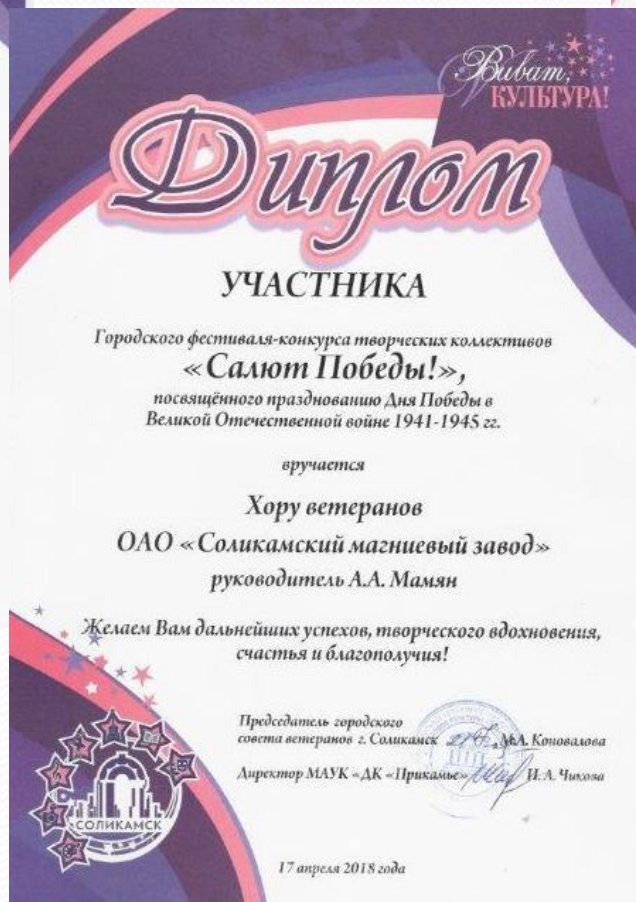 Виват,
КУЛЬТУРА!
Диплом
УЧАСТНИКА
Городского фестиваля-конкурса творческих коллективов
«Салют Победы!»,
посвящённого празднованию Дня Победы в
Великой Отечественной войне 1941-1945 гг.
вручается
Хору ветеранов
ОАО «Соликамский магниевый завод»
руководитель А.А. Мамян
Желаем Вам дальнейших успехов, творческого вдохновения,
счастья и благополучия!
Председатель городского
совета ветеранов г. Соликамск М.А. Коновалова
Директор МАУК «ДК «Прикамье» И.А. Чикова
СОЛИКАМСК
17 апреля 2018 года